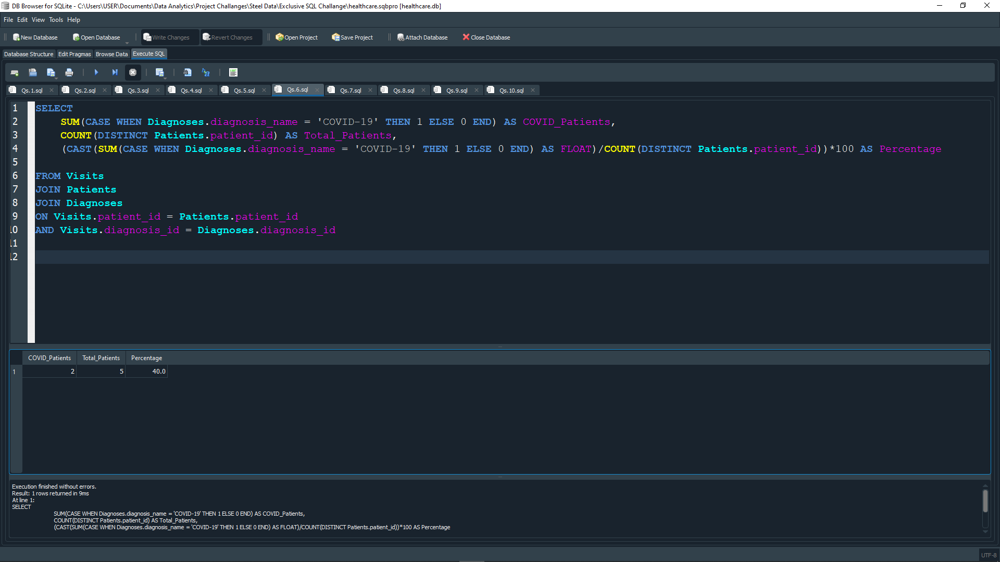 DB Browser for SQLite - C:\Users\USER\Documents\Data Analytics\Project Challanges\Steel Data\Exclusive SQL Challange\healthcare.sqbpro [healthcare.db]
File Edit View Tools Help
New Database Open Database Write Changes Revert Changes Open Project Save Project Attach Database Close Database
Database Structure Edit Pragmas Browse Data Execute SQL
Qs.1.sql Qs.2.sql Qs.3.sql Qs.4.sql Qs.5.sql Qs.6.sql Qs.7.sql Qs.8.sql Qs.9.sql Qs.10.sql
1 SELECT
2 SUM(CASE WHEN Diagnoses.diagnosis_name = 'COVID-19' THEN 1 ELSE 0 END) AS COVID_Patients,
3 COUNT(DISTINCT Patients.patient_id) AS Total_Patients,
4 (CAST(SUM(CASE WHEN Diagnoses.diagnosis_name = 'COVID-19' THEN 1 ELSE 0 END) AS FLOAT)/COUNT(DISTINCT Patients.patient_id))*100 AS Percentage
5
6 FROM Visits
7 JOIN Patients
8 JOIN Diagnoses
9 ON Visits.patient_id = Patients.patient_id
10 AND Visits.diagnosis_id = Diagnoses.diagnosis_id
11
12
COVID_Patients Total_Patients Percentage
1 2 5 40.0
Execution finished without errors.
Result: 1 rows returned in 9ms
At line 1:
SELECT
SUM(CASE WHEN Diagnoses.diagnosis_name = 'COVID-19' THEN 1 ELSE 0 END) AS COVID_Patients,
COUNT(DISTINCT Patients.patient_id) AS Total_Patients,
(CAST(SUM(CASE WHEN Diagnoses.diagnosis_name = 'COVID-19' THEN 1 ELSE 0 END) AS FLOAT)/COUNT(DISTINCT Patients.patient_id))*100 AS Percentage
UTF-8